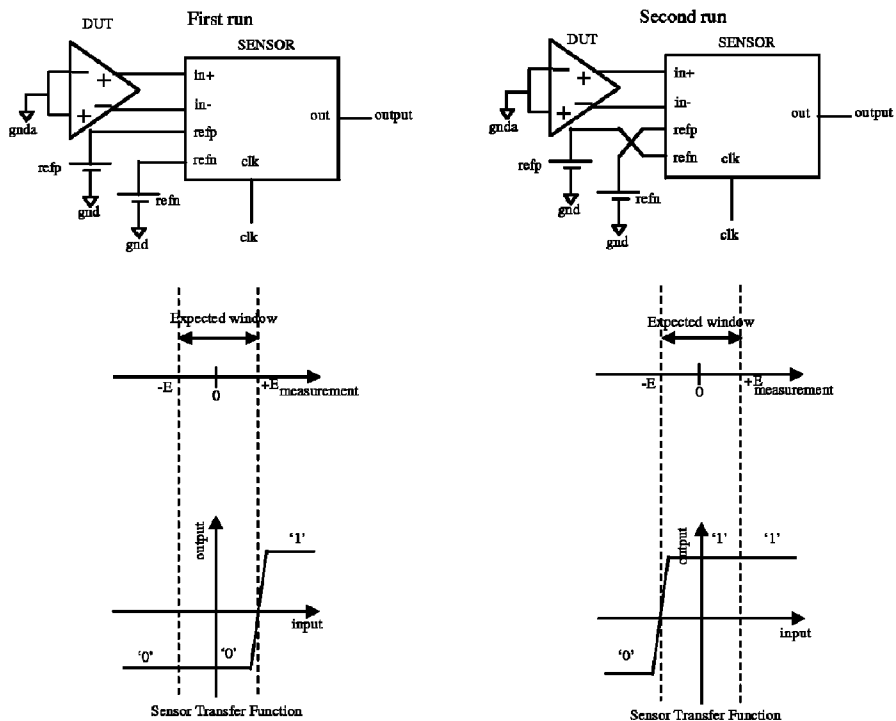 First run
DUT
SENSOR
in+
in-
refp
refn
out
output
clk
gnda
refp
gnd
refn
gnd
clk
Expected window
-E
0
+E
measurement
output
'1'
'0'
'0'
input
Sensor Transfer Function
Second run
DUT
SENSOR
in+
in-
refp
refn
out
output
clk
gnda
refp
gnd
refn
gnd
clk
Expected window
-E
0
+E
measurement
output
'1'
'1'
'0'
input
Sensor Transfer Function